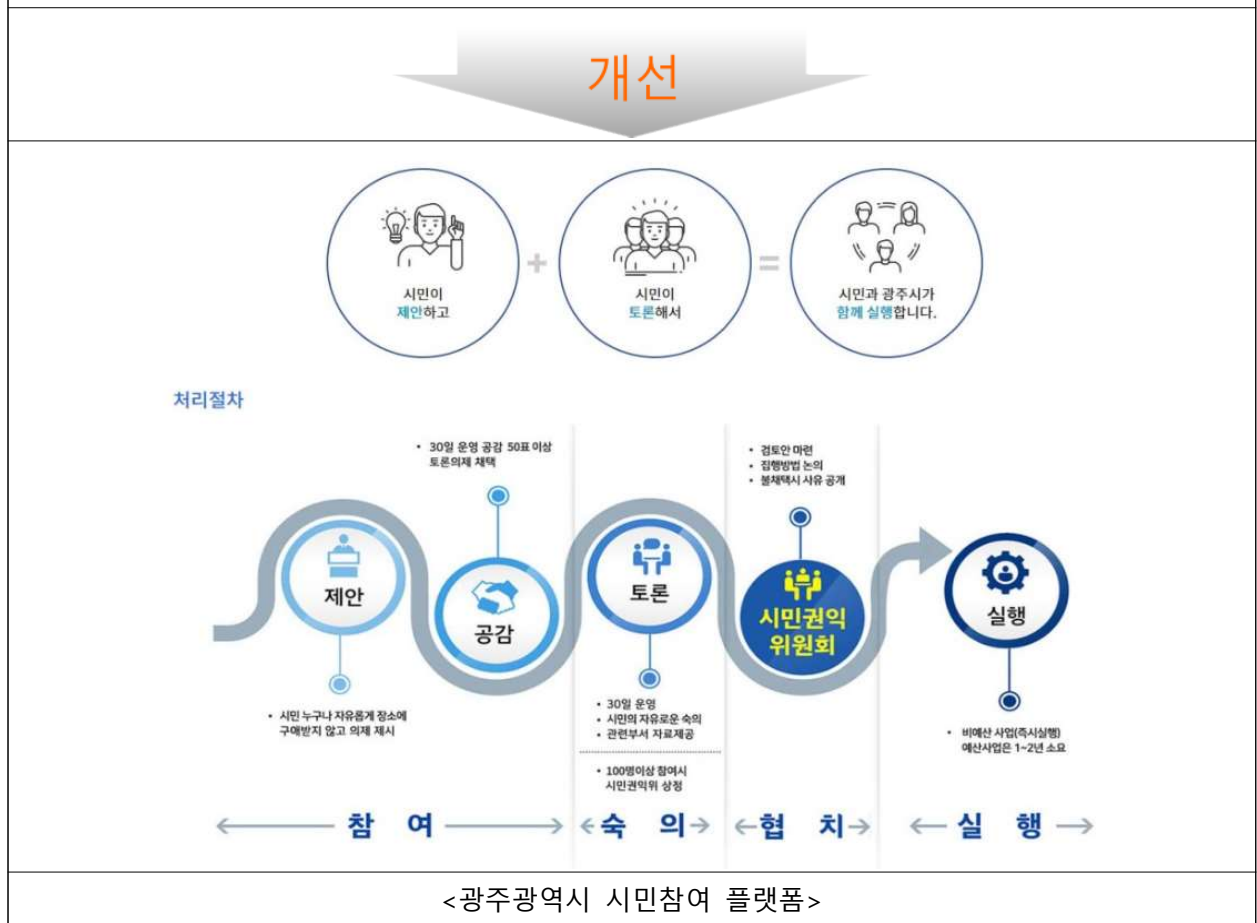 개선
시민이
제안하고
+
시민이
토론해서
=
시민과 광주시가
함께 실행합니다.
처리절차
• 30일 운영 공감 50표 이상
토론의제 채택
• 검토안 마련
• 집행방법 논의
• 불채택시 사유 공개
제안
공감
토론
시민권익
위원회
실행
• 시민 누구나 자유롭게 장소에
구애받지 않고 의제 제시
• 30일 운영
• 시민의 자유로운 숙의
• 관련부서 자료제공
• 100명이상 참여시
시민권익위 상정
• 비예산 사업(즉시실행)
예산사업은 1~2년 소요
참 여
숙 의
협 치
실 행
<광주광역시 시민참여 플랫폼>